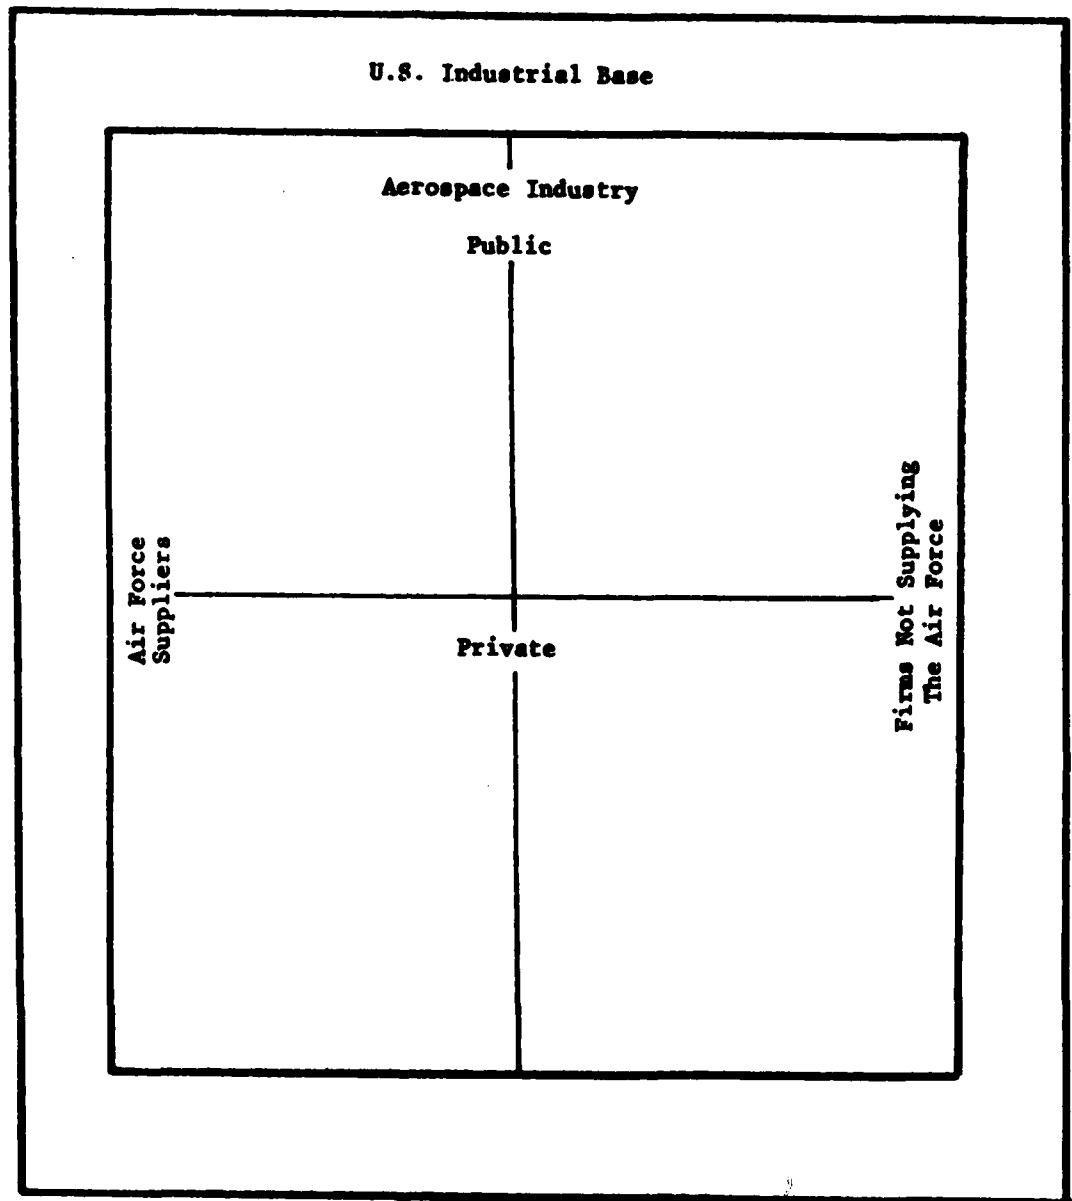 U.S. Industrial Base
Aerospace Industry
Public
Air Force
Suppliers
Firms Not Supplying
The Air Force
Private